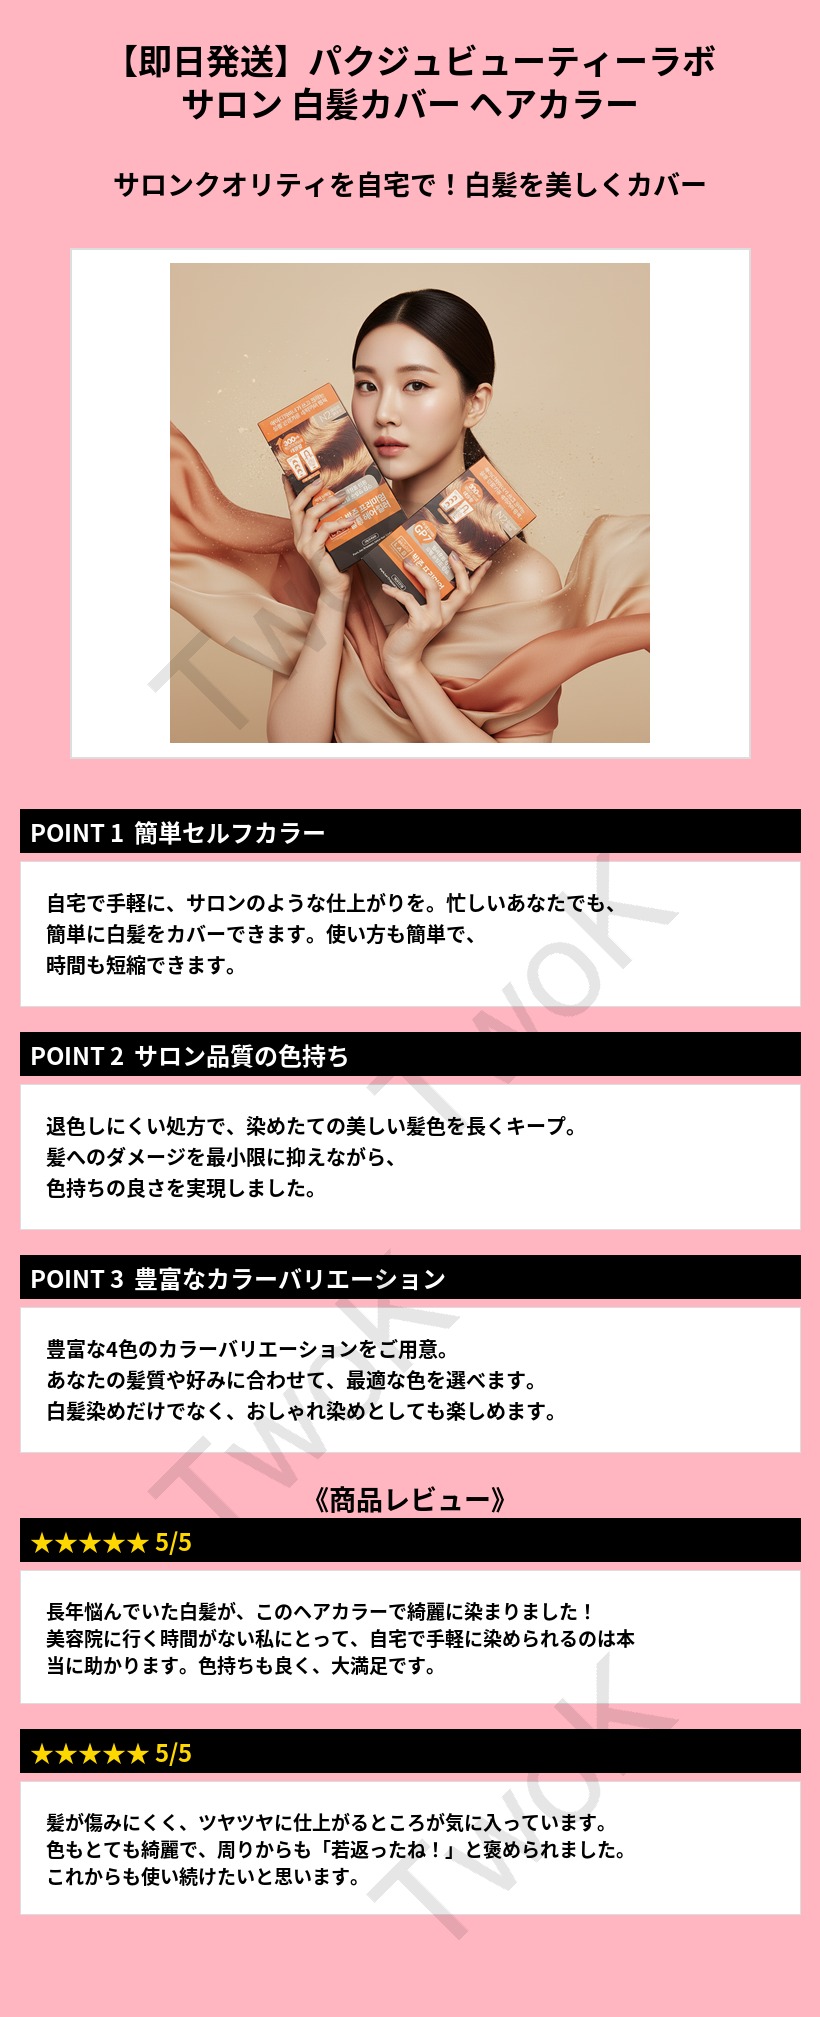 【即日発送】パクジュビューティーラボ
サロン 白髪カバー ヘアカラー
サロンクオリティを自宅で！白髪を美しくカバー
GP7
TwoK
POINT 1 簡単セルフカラー
自宅で手軽に、サロンのような仕上がりを。忙しいあなたでも、
簡単に白髪をカバーできます。使い方も簡単で、
時間も短縮できます。
TwoK
POINT 2 サロン品質の色持ち
退色しにくい処方で、染めたての美しい髪色を長くキープ。
髪へのダメージを最小限に抑えながら、
色持ちの良さを実現しました。
POINT 3 豊富なカラーバリエーション
豊富な4色のカラーバリエーションをご用意。
あなたの髪質や好みに合わせて、最適な色を選べます。
白髪染めだけでなく、おしゃれ染めとしても楽しめます。
TwoK
《商品レビュー》
★★★★★ 5/5
長年悩んでいた白髪が、このヘアカラーで綺麗に染まりました！
美容院に行く時間がない私にとって、自宅で手軽に染められるのは本
当に助かります。色持ちも良く、大満足です。
★★★★★ 5/5
髪が傷みにくく、ツヤツヤに仕上がるところが気に入っています。
色もとても綺麗で、周りからも「若返ったね！」と褒められました。
これからも使い続けたいと思います。
TwoK